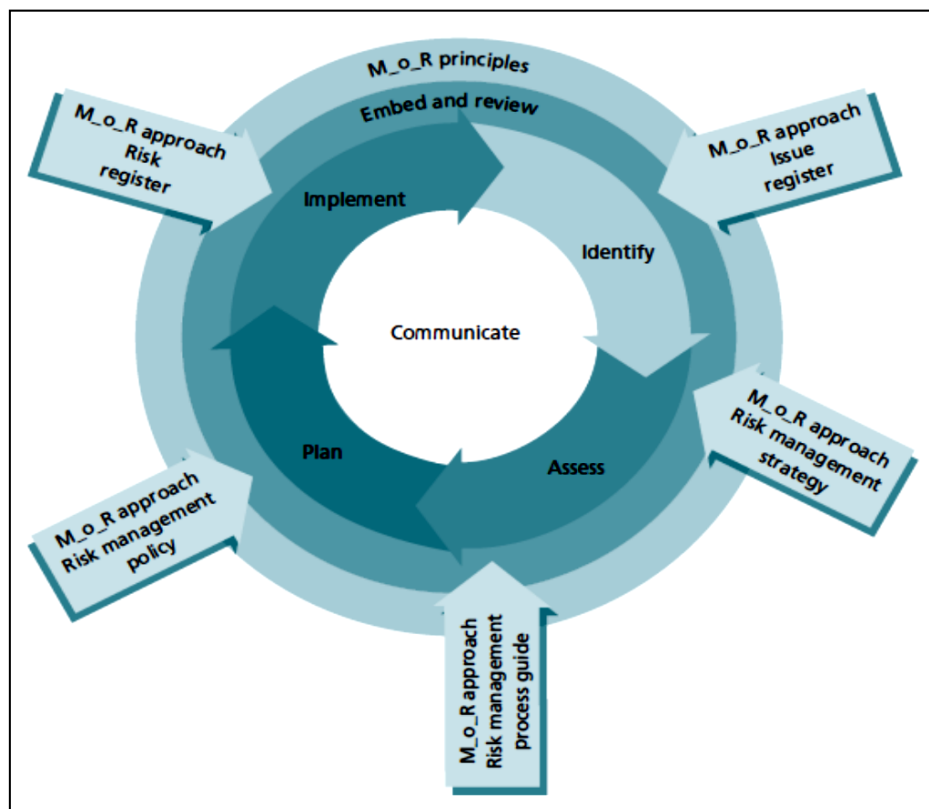 M_o_R principles
Embed and review
M_o_R approach
Risk
register
M_o_R approach
Issue
register
Implement
Identify
Communicate
Plan
Assess
M_o_R approach
Risk management
strategy
M_o_R approach
Risk management
policy
M_o_R approach
Risk management
process guide